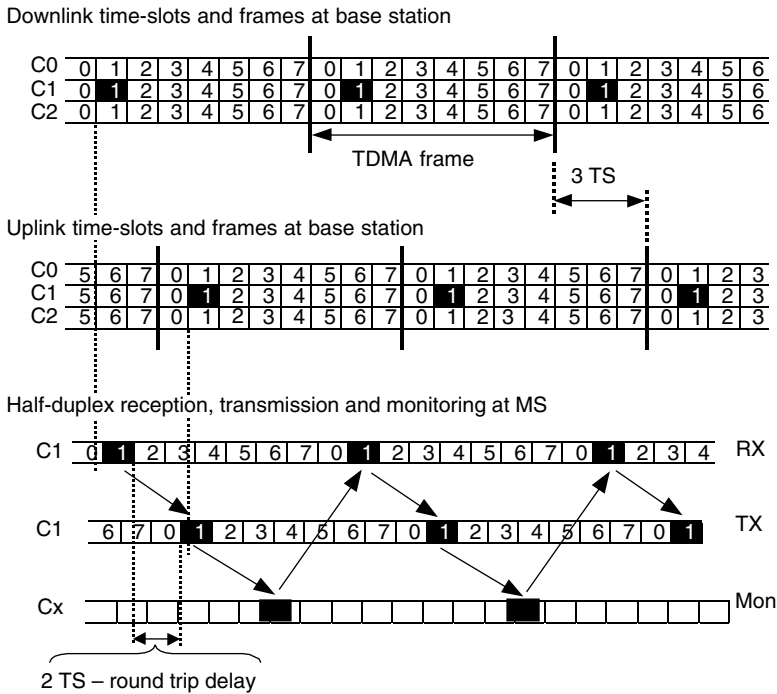 Downlink time-slots and frames at base station
C0 0 1 2 3 4 5 6 7 0 1 2 3 4 5 6 7 0 1 2 3 4 5 6
C1 0 1 2 3 4 5 6 7 0 1 2 3 4 5 6 7 0 1 2 3 4 5 6
C2 0 1 2 3 4 5 6 7 0 1 2 3 4 5 6 7 0 1 2 3 4 5 6
TDMA frame
3 TS
Uplink time-slots and frames at base station
C0 5 6 7 0 1 2 3 4 5 6 7 0 1 2 3 4 5 6 7 0 1 2 3
C1 5 6 7 0 1 2 3 4 5 6 7 0 1 2 3 4 5 6 7 0 1 2 3
C2 5 6 7 0 1 2 3 4 5 6 7 0 1 2 3 4 5 6 7 0 1 2 3
Half-duplex reception, transmission and monitoring at MS
C1 0 1 2 3 4 5 6 7 0 1 2 3 4 5 6 7 0 1 2 3 4 RX
C1 6 7 0 1 2 3 4 5 6 7 0 1 2 3 4 5 6 7 0 1 TX
Cx Mon
2 TS – round trip delay